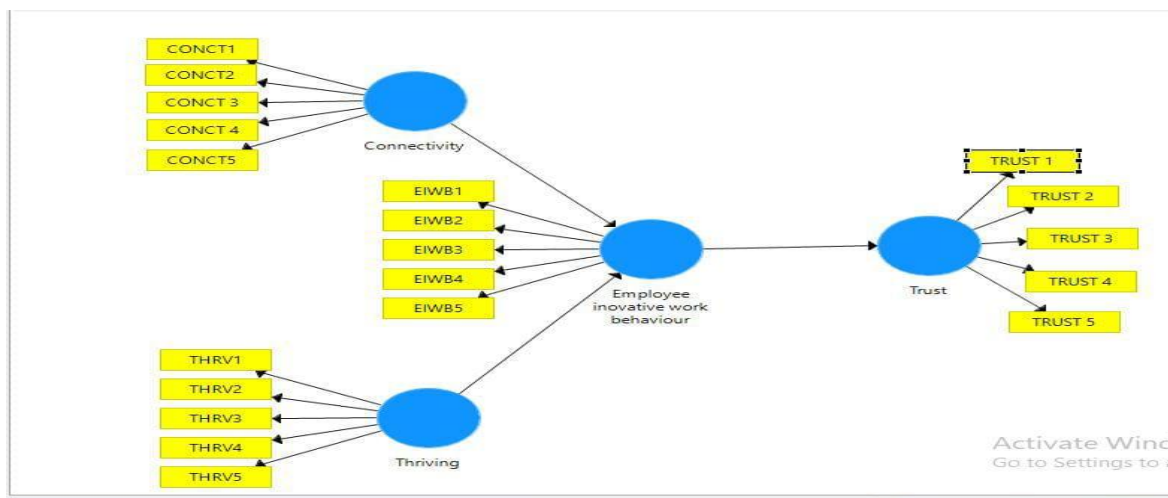 CONCT1
CONCT2
CONCT 3
CONCT 4
CONCT5
Connectivity
EIWB1
EIWB2
EIWB3
EIWB4
EIWB5
Employee
inovative work
behaviour
TRUST 1
TRUST 2
TRUST 3
TRUST 4
TRUST 5
Trust
THRV1
THRV2
THRV3
THRV4
THRV5
Thriving
Activate Winc
Go to Settings to